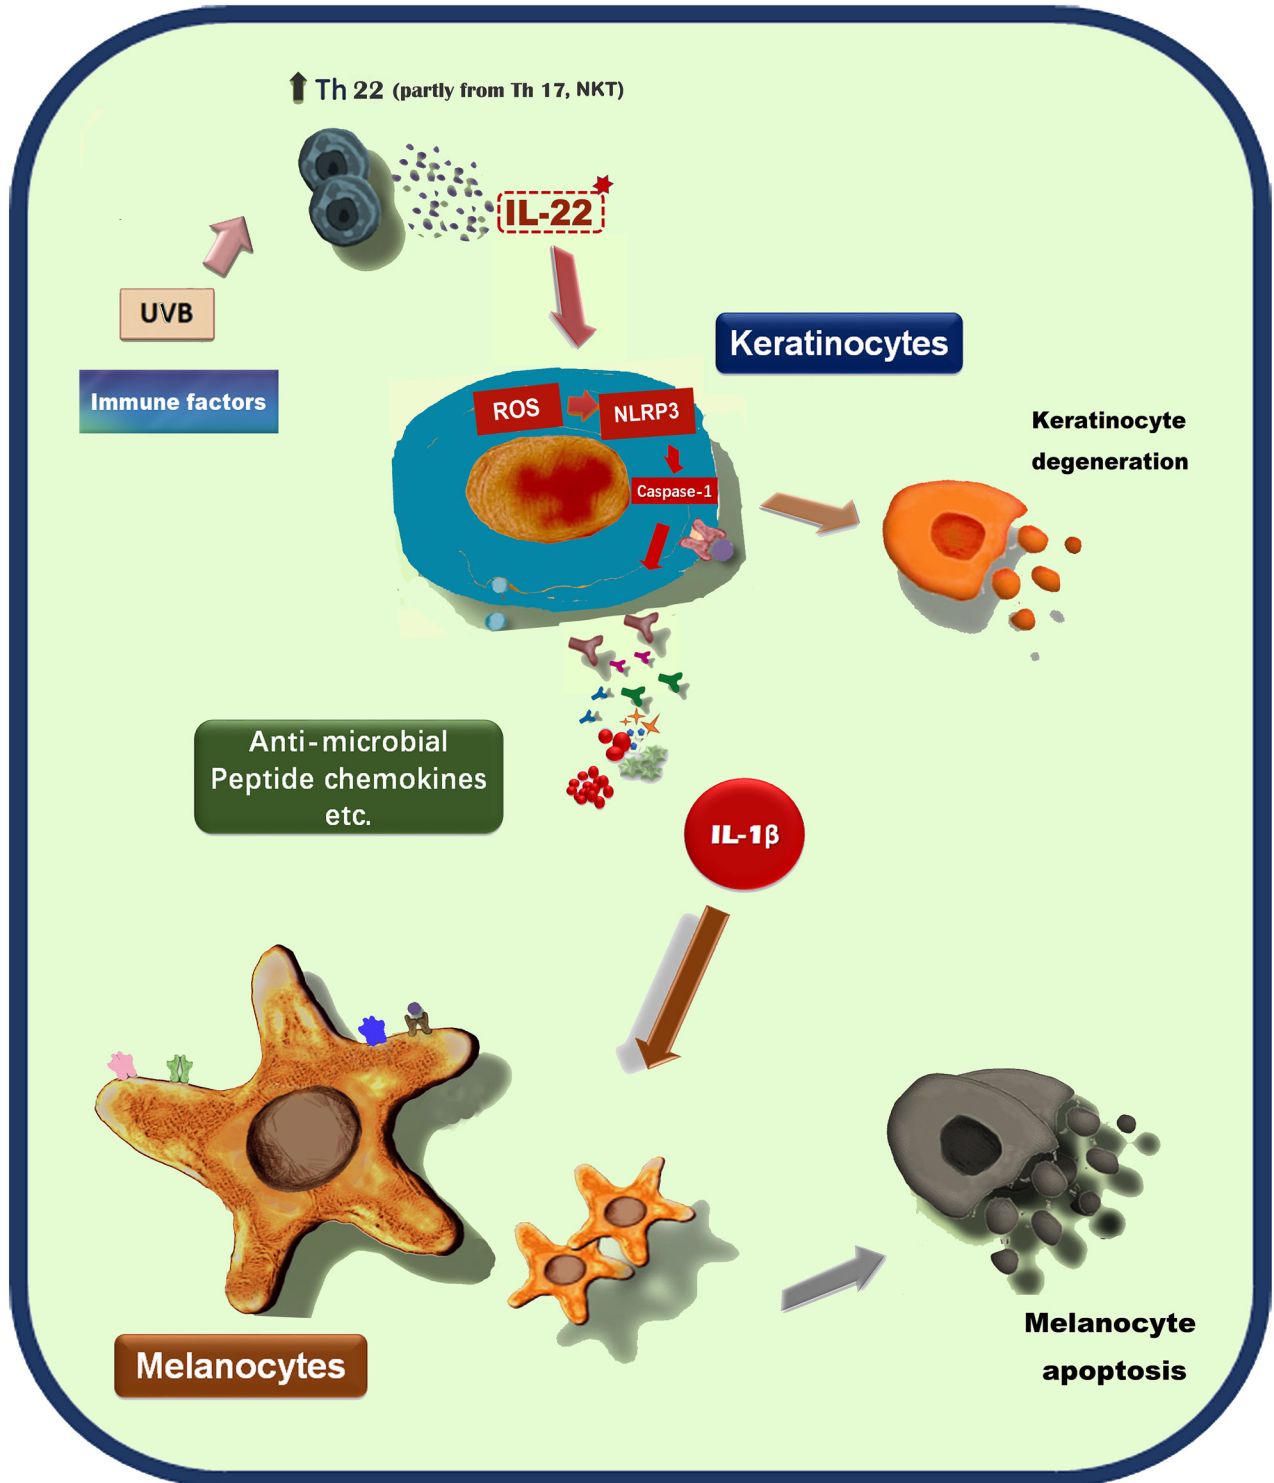 Th 22 (partly from Th 17, NKT)
IL-22
UVB
Immune factors
Keratinocytes
ROS
NLRP3
Caspase-1
Keratinocyte
degeneration
Anti-microbial
Peptide chemokines
etc.
IL-1β
Melanocytes
Melanocyte
apoptosis